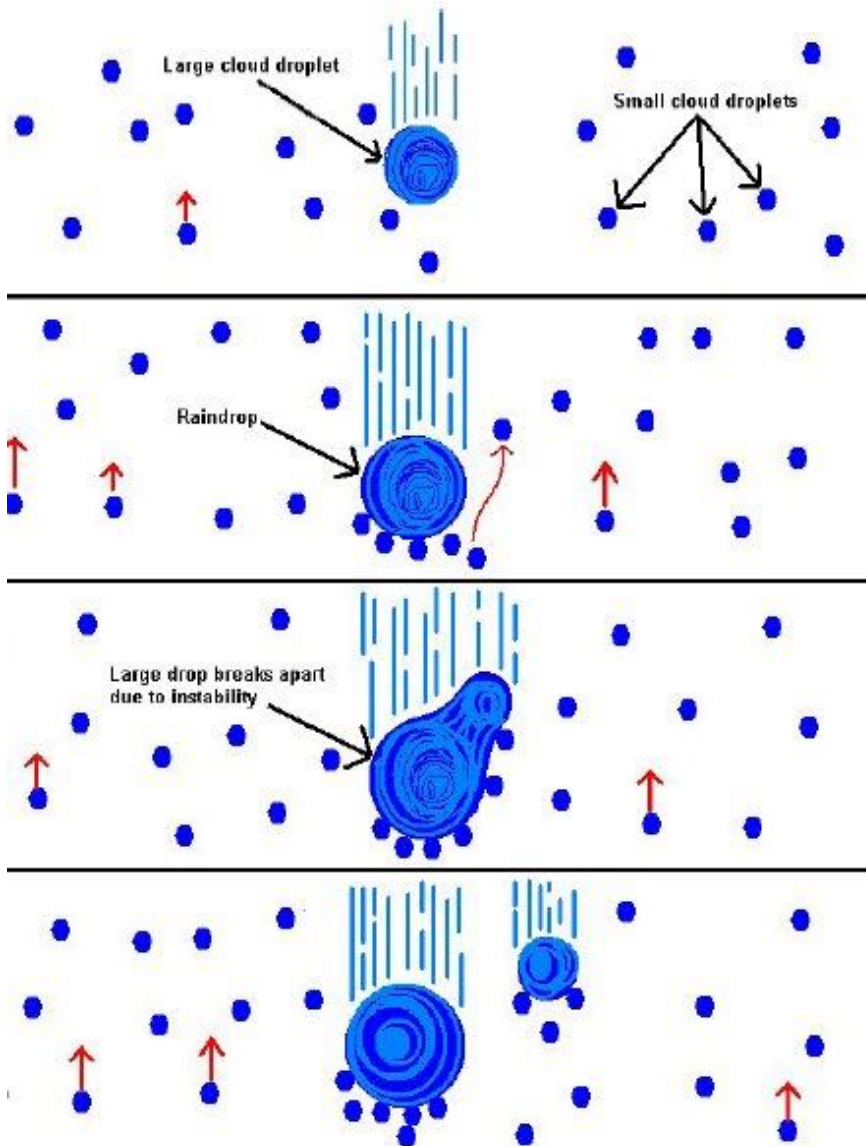 Large cloud droplet
Small cloud droplets
Raindrop
Large drop breaks apart
due to instability